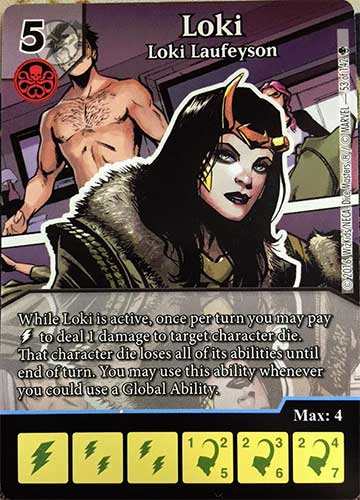 5
Loki
Loki Laufeyson
While Loki is active, once per turn you may pay
to deal 1 damage to target character die.
That character die loses all of its abilities until
end of turn. You may use this ability whenever
you could use a Global Ability.
Max: 4
1 2
5
2 3
6
2 4
7